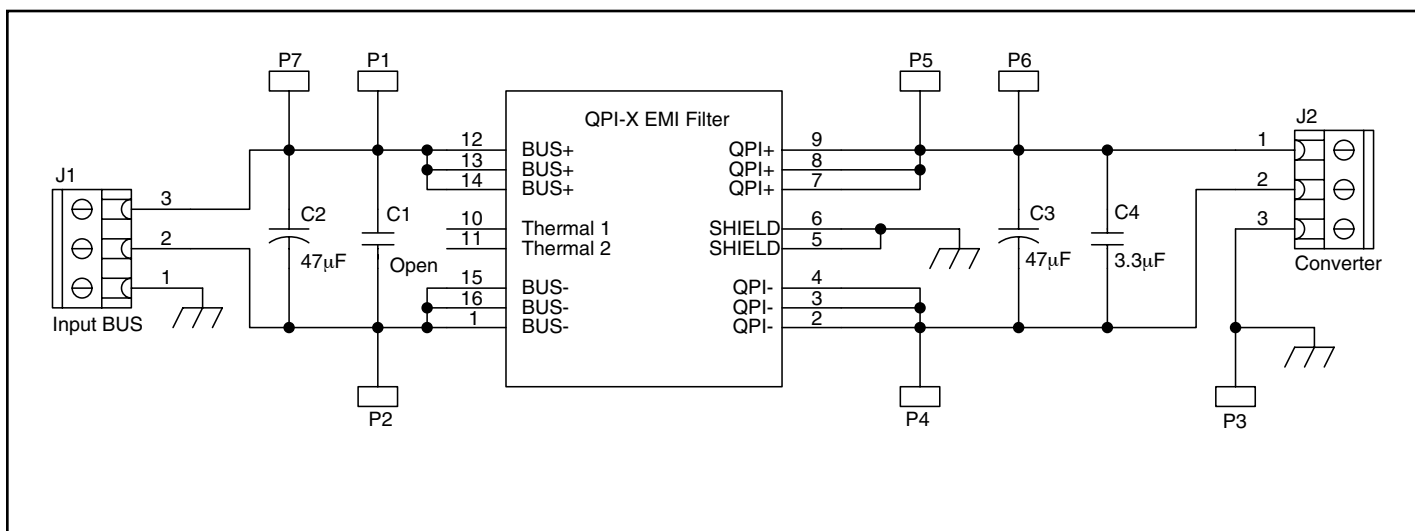 P7
P1
P5
P6
QPI-X EMI Filter
J2
12
BUS+
QPI+
9
1
13
BUS+
QPI+
8
14
BUS+
QPI+
7
2
J1
3
C2
C1
10
Thermal 1
SHIELD
6
C3
C4
3
2
11
Thermal 2
SHIELD
5
47µF
Open
47µF
3.3µF
Converter
1
15
BUS-
QPI-
4
16
BUS-
QPI-
3
Input BUS
1
BUS-
QPI-
2
P2
P4
P3